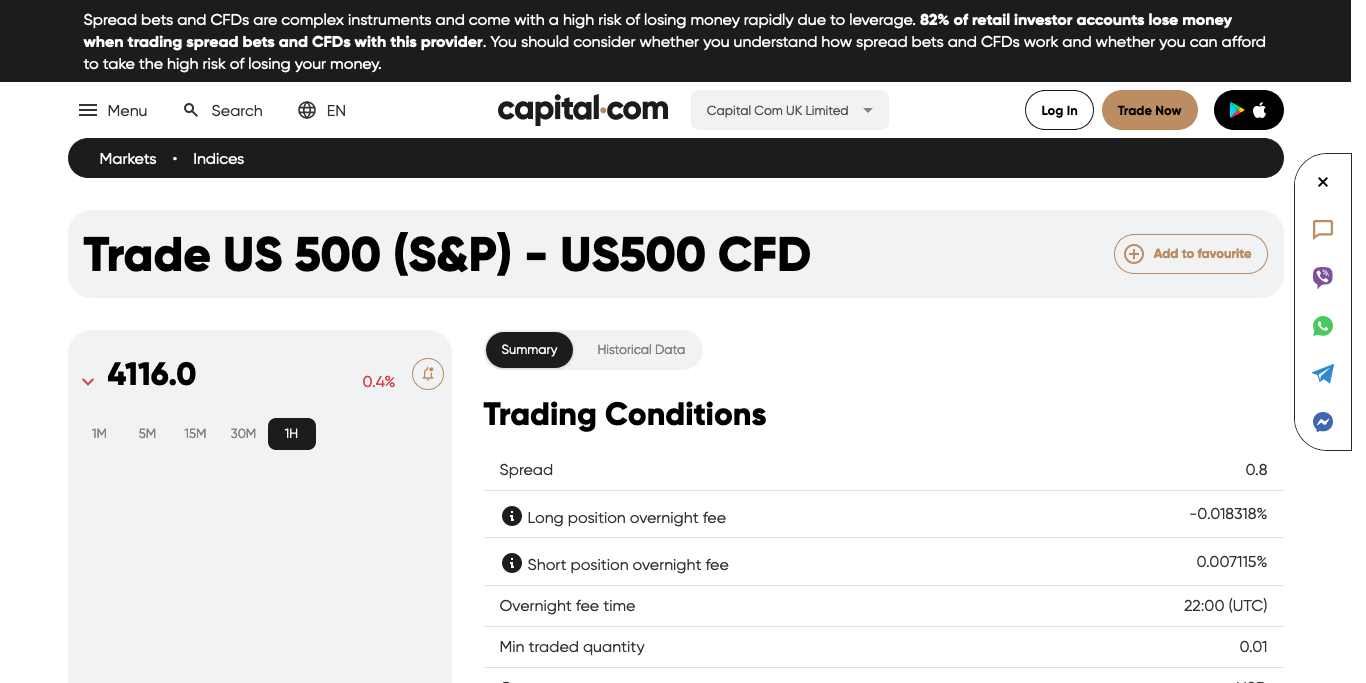 Spread bets and CFDs are complex instruments and come with a high risk of losing money rapidly due to leverage. 82% of retail investor accounts lose money
when trading spread bets and CFDs with this provider. You should consider whether you understand how spread bets and CFDs work and whether you can afford
to take the high risk of losing your money.
Menu Search EN capital.com Capital Com UK Limited Log In Trade Now
Markets • Indices
Trade US 500 (S&P) - US500 CFD Add to favourite
4116.0 0.4%
1M 5M 15M 30M 1H
Summary Historical Data
Trading Conditions
Spread 0.8
Long position overnight fee -0.018318%
Short position overnight fee 0.007115%
Overnight fee time 22:00 (UTC)
Min traded quantity 0.01